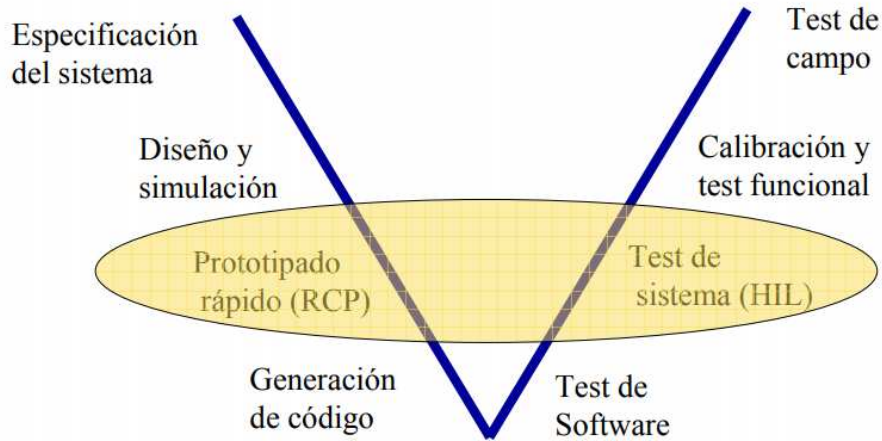 Especificación
del sistema
Test de
campo
Diseño y
simulación
Calibración y
test funcional
Prototipado
rápido (RCP)
Test de
sistema (HIL)
Generación
de código
Test de
Software